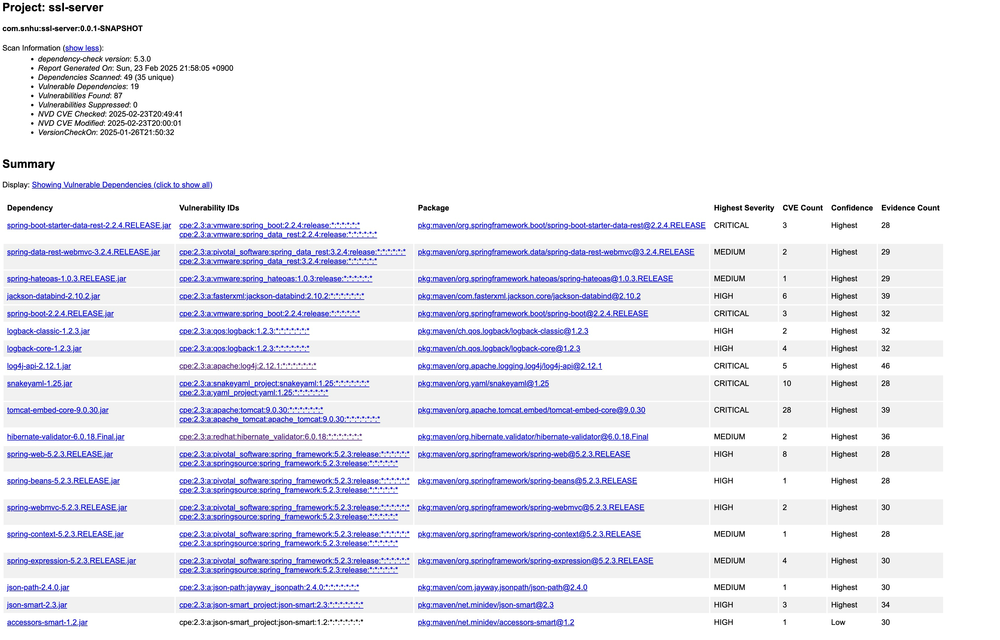 Project: ssl-server
com.snhu:ssl-server:0.0.1-SNAPSHOT
Scan Information (show less):
• dependency-check version: 5.3.0
• Report Generated On: Sun, 23 Feb 2025 21:58:05 +0900
• Dependencies Scanned: 49 (35 unique)
• Vulnerable Dependencies: 19
• Vulnerabilities Found: 87
• Vulnerabilities Suppressed: 0
• NVD CVE Checked: 2025-02-23T20:49:41
• NVD CVE Modified: 2025-02-23T20:00:01
• VersionCheckOn: 2025-01-26T21:50:32
Summary
Display: Showing Vulnerable Dependencies (click to show all)
Dependency Vulnerability IDs Package Highest Severity CVE Count Confidence Evidence Count
spring-boot-starter-data-rest-2.2.4.RELEASE.jar cpe:2.3:a:vmware:spring_boot:2.2.4:release:*:*:*:*:*:* pkg:maven/org.springframework.boot/spring-boot-starter-data-rest@2.2.4.RELEASE CRITICAL 3 Highest 28
cpe:2.3:a:vmware:spring_data_rest:2.2.4:release:*:*:*:*:*:*
spring-data-rest-webmvc-3.2.4.RELEASE.jar cpe:2.3:a:pivotal_software:spring_data_rest:3.2.4:release:*:*:*:*:*:* pkg:maven/org.springframework.data/spring-data-rest-webmvc@3.2.4.RELEASE MEDIUM 2 Highest 29
cpe:2.3:a:vmware:spring_data_rest:3.2.4:release:*:*:*:*:*:*
spring-hateoas-1.0.3.RELEASE.jar cpe:2.3:a:vmware:spring_hateoas:1.0.3:release:*:*:*:*:*:* pkg:maven/org.springframework.hateoas/spring-hateoas@1.0.3.RELEASE MEDIUM 1 Highest 29
jackson-databind-2.10.2.jar cpe:2.3:a:fasterxml:jackson-databind:2.10.2:*:*:*:*:*:*:* pkg:maven/com.fasterxml.jackson.core/jackson-databind@2.10.2 HIGH 6 Highest 39
spring-boot-2.2.4.RELEASE.jar cpe:2.3:a:vmware:spring_boot:2.2.4:release:*:*:*:*:*:* pkg:maven/org.springframework.boot/spring-boot@2.2.4.RELEASE CRITICAL 3 Highest 32
logback-classic-1.2.3.jar cpe:2.3:a:qos:logback:1.2.3:*:*:*:*:*:*:* pkg:maven/ch.qos.logback/logback-classic@1.2.3 HIGH 2 Highest 32
logback-core-1.2.3.jar cpe:2.3:a:qos:logback:1.2.3:*:*:*:*:*:*:* pkg:maven/ch.qos.logback/logback-core@1.2.3 HIGH 4 Highest 32
log4j-api-2.12.1.jar cpe:2.3:a:apache:log4j:2.12.1:*:*:*:*:*:*:* pkg:maven/org.apache.logging.log4j/log4j-api@2.12.1 CRITICAL 5 Highest 46
snakeyaml-1.25.jar cpe:2.3:a:snakeyaml_project:snakeyaml:1.25:*:*:*:*:*:*:* pkg:maven/org.yaml/snakeyaml@1.25 CRITICAL 10 Highest 28
cpe:2.3:a:yaml_project:yaml:1.25:*:*:*:*:*:*:*
tomcat-embed-core-9.0.30.jar cpe:2.3:a:apache:tomcat:9.0.30:*:*:*:*:*:*:* pkg:maven/org.apache.tomcat.embed/tomcat-embed-core@9.0.30 CRITICAL 28 Highest 39
cpe:2.3:a:apache_tomcat:apache_tomcat:9.0.30:*:*:*:*:*:*:*
hibernate-validator-6.0.18.Final.jar cpe:2.3:a:redhat:hibernate_validator:6.0.18:*:*:*:*:*:*:* pkg:maven/org.hibernate.validator/hibernate-validator@6.0.18.Final MEDIUM 2 Highest 36
spring-web-5.2.3.RELEASE.jar cpe:2.3:a:pivotal_software:spring_framework:5.2.3:release:*:*:*:*:*:* pkg:maven/org.springframework/spring-web@5.2.3.RELEASE HIGH 8 Highest 28
cpe:2.3:a:springsource:spring_framework:5.2.3:release:*:*:*:*:*:*
spring-beans-5.2.3.RELEASE.jar cpe:2.3:a:pivotal_software:spring_framework:5.2.3:release:*:*:*:*:*:* pkg:maven/org.springframework/spring-beans@5.2.3.RELEASE HIGH 1 Highest 28
cpe:2.3:a:springsource:spring_framework:5.2.3:release:*:*:*:*:*:*
spring-webmvc-5.2.3.RELEASE.jar cpe:2.3:a:pivotal_software:spring_framework:5.2.3:release:*:*:*:*:*:* pkg:maven/org.springframework/spring-webmvc@5.2.3.RELEASE HIGH 2 Highest 30
cpe:2.3:a:springsource:spring_framework:5.2.3:release:*:*:*:*:*:*
spring-context-5.2.3.RELEASE.jar cpe:2.3:a:pivotal_software:spring_framework:5.2.3:release:*:*:*:*:*:* pkg:maven/org.springframework/spring-context@5.2.3.RELEASE MEDIUM 1 Highest 28
cpe:2.3:a:springsource:spring_framework:5.2.3:release:*:*:*:*:*:*
spring-expression-5.2.3.RELEASE.jar cpe:2.3:a:pivotal_software:spring_framework:5.2.3:release:*:*:*:*:*:* pkg:maven/org.springframework/spring-expression@5.2.3.RELEASE MEDIUM 4 Highest 30
cpe:2.3:a:springsource:spring_framework:5.2.3:release:*:*:*:*:*:*
json-path-2.4.0.jar cpe:2.3:a:json-path:jayway_jsonpath:2.4.0:*:*:*:*:*:*:* pkg:maven/com.jayway.jsonpath/json-path@2.4.0 MEDIUM 1 Highest 30
json-smart-2.3.jar cpe:2.3:a:json-smart_project:json-smart:2.3:*:*:*:*:*:*:* pkg:maven/net.minidev/json-smart@2.3 HIGH 3 Highest 34
accessors-smart-1.2.jar cpe:2.3:a:json-smart_project:json-smart:1.2:*:*:*:*:*:*:* pkg:maven/net.minidev/accessors-smart@1.2 HIGH 1 Low 30